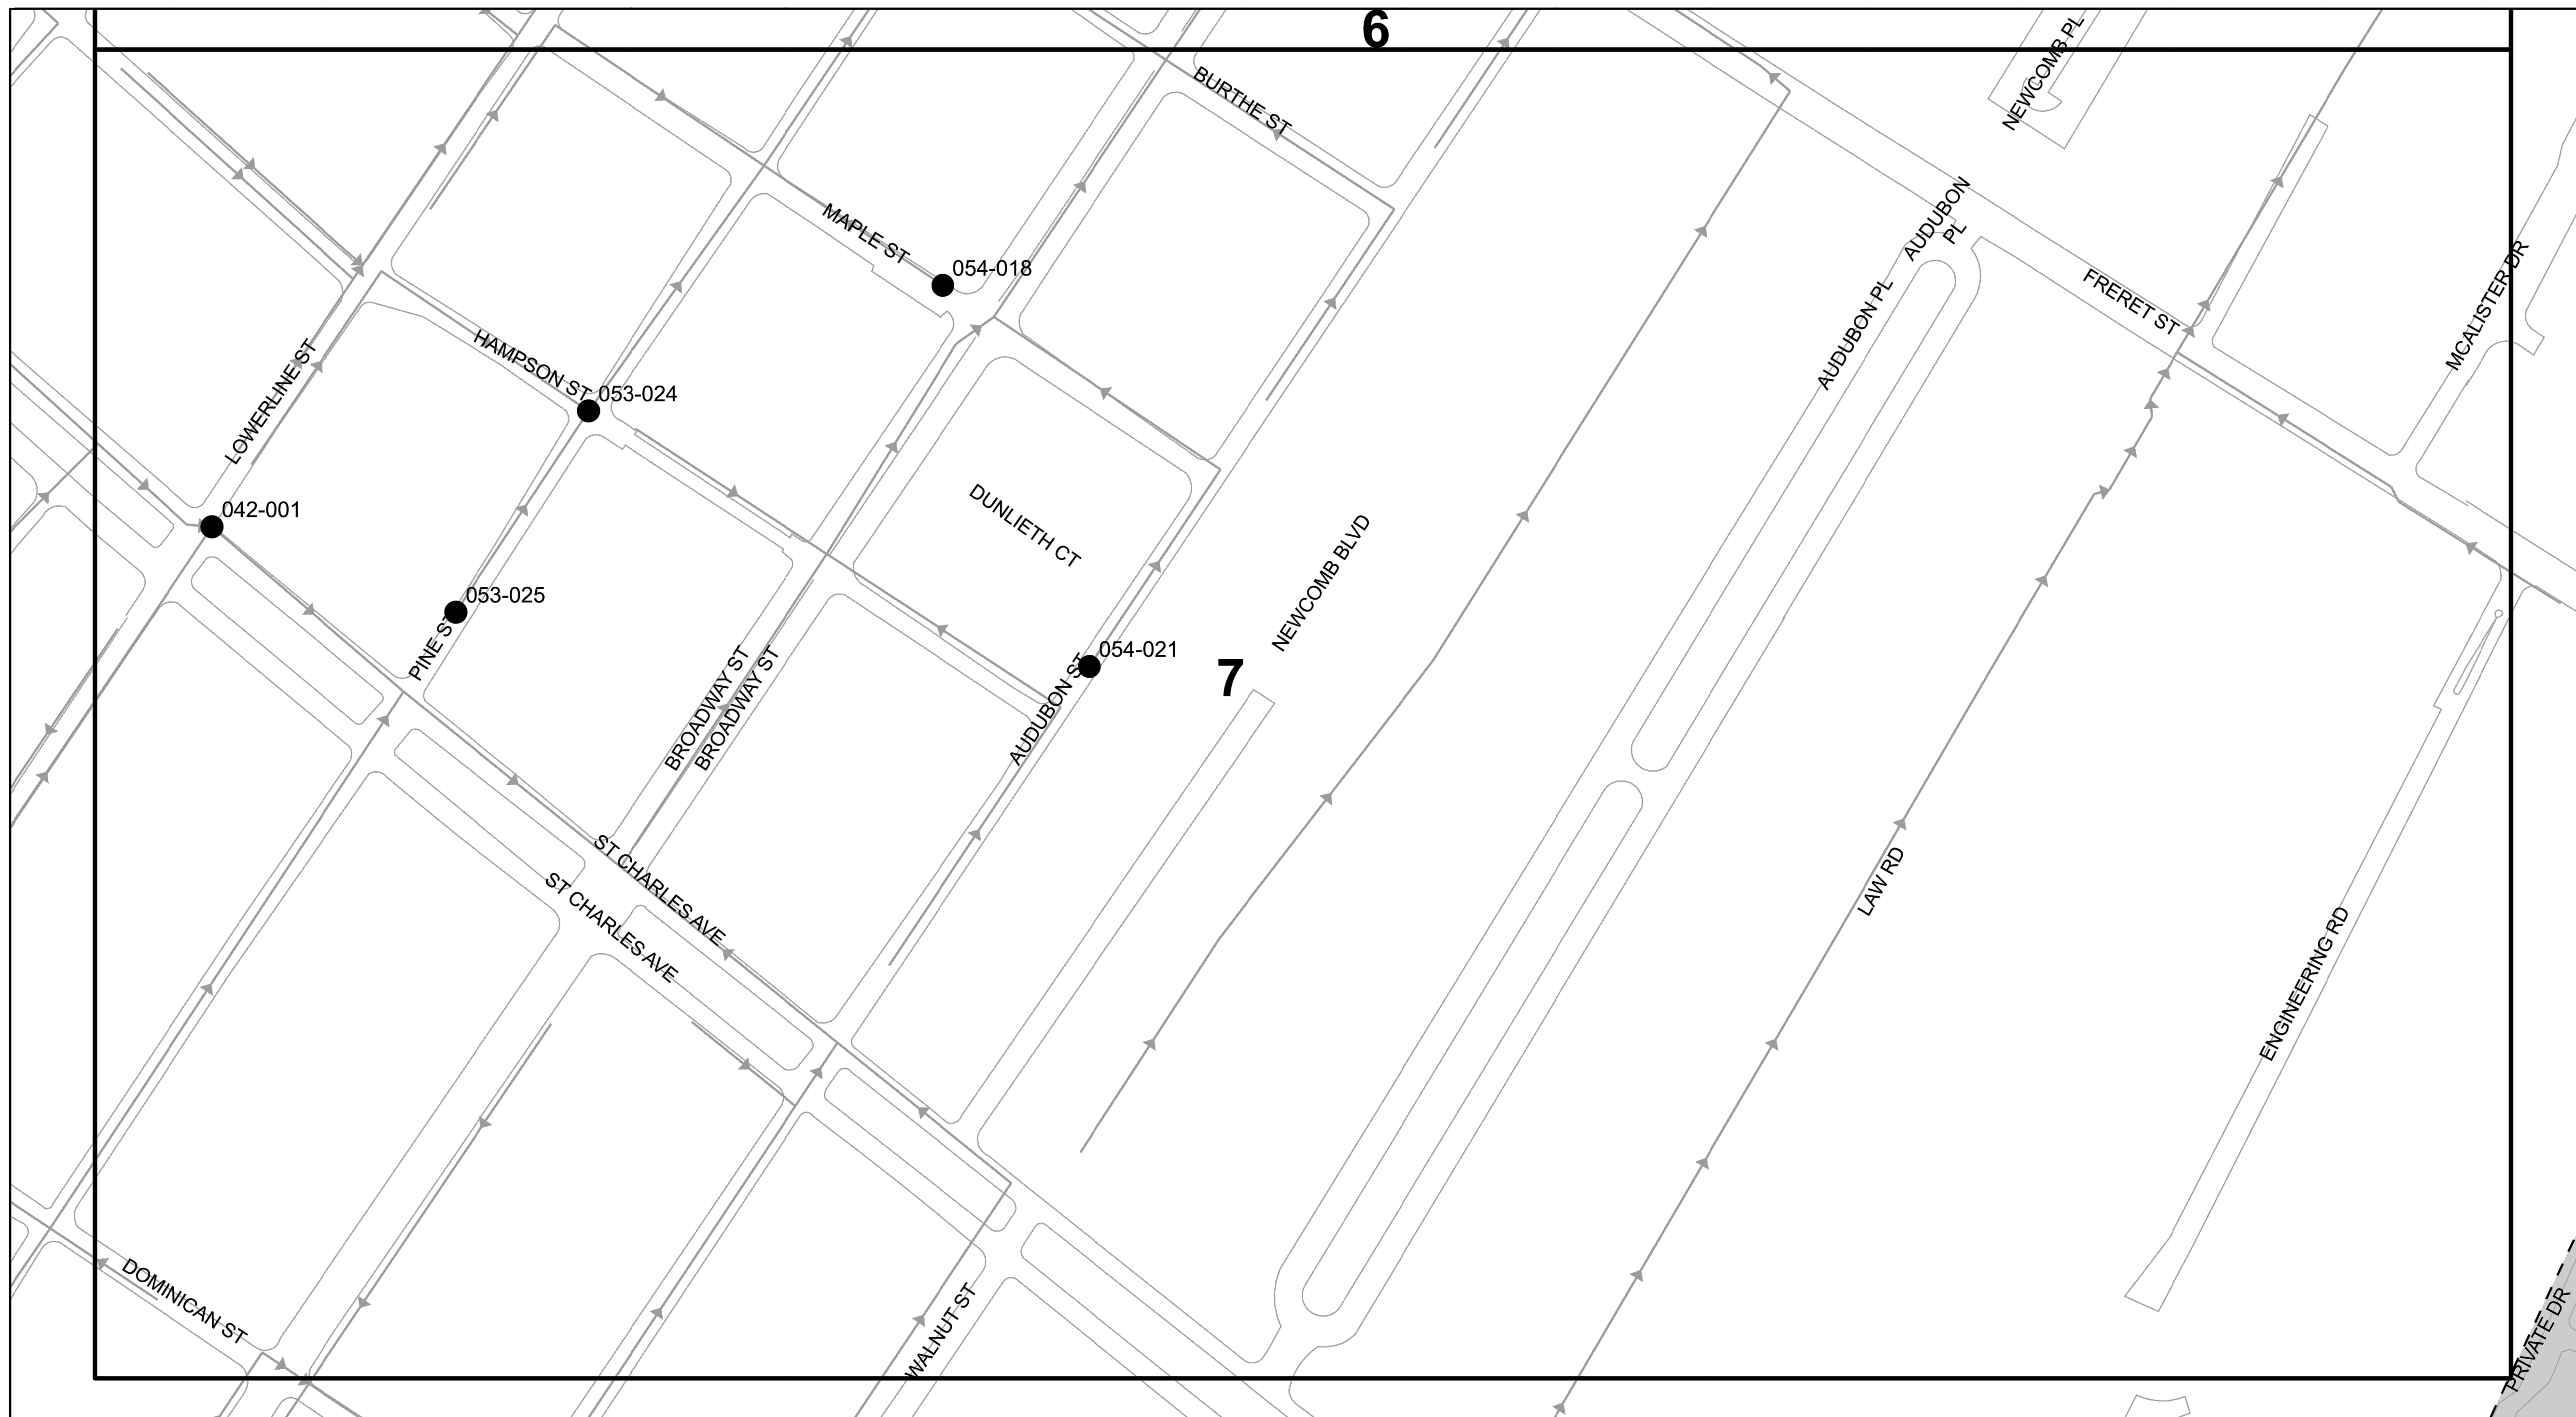 6
NEWCOMB PL
BURTHE ST
AUDUBON
PL
MAPLE ST
054-018
FRERET ST
MCALISTER DR
AUDUBON PL
HAMPSON ST
053-024
LOWERLINE ST
042-001
DUNLIETH CT
NEWCOMB BLVD
053-025
PINE ST
054-021
7
BROADWAY ST
BROADWAY ST
AUDUBON ST
ST CHARLES AVE
ST CHARLES AVE
LAW RD
ENGINEERING RD
DOMINICAN ST
WALNUT ST
PRIVATE DR